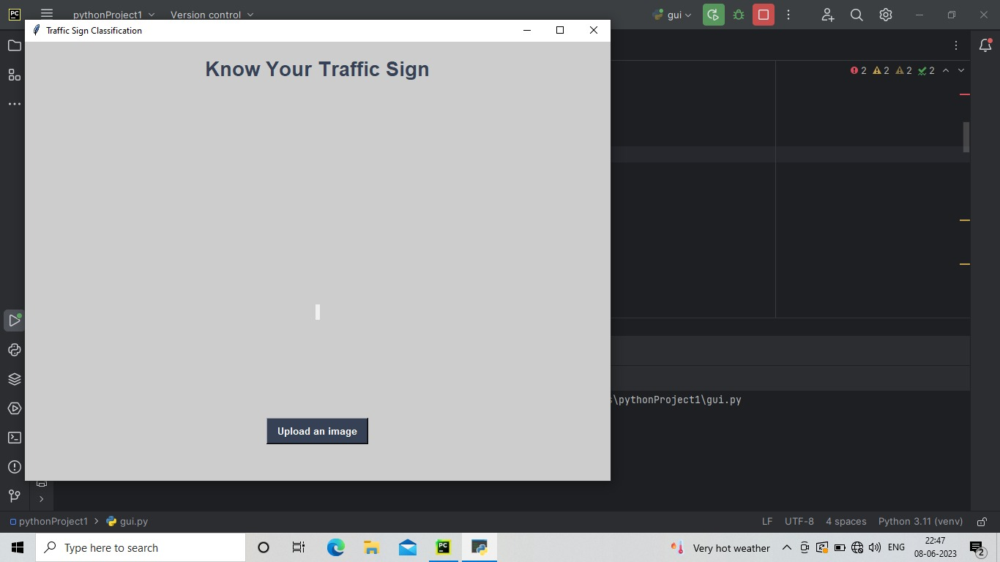 PC pythonProject1 Version control gui
Traffic Sign Classification
Know Your Traffic Sign
2 2 2 2
\pythonProject1\gui.py
Upload an image
pythonProject1 > gui.py LF UTF-8 4 spaces Python 3.11 (venv)
Type here to search PC Very hot weather ENG 22:47
08-06-2023 2